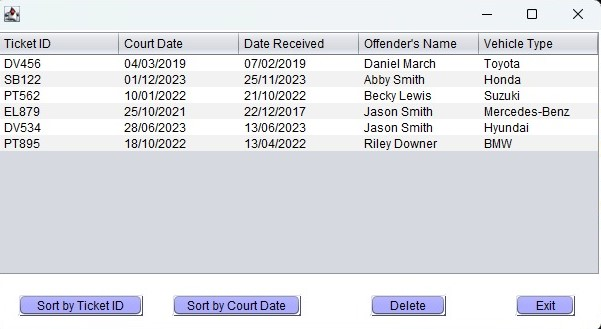 Ticket ID Court Date Date Received Offender's Name Vehicle Type
DV456 04/03/2019 07/02/2019 Daniel March Toyota
SB122 01/12/2023 25/11/2023 Abby Smith Honda
PT562 10/01/2022 21/10/2022 Becky Lewis Suzuki
EL879 25/10/2021 22/12/2017 Jason Smith Mercedes-Benz
DV534 28/06/2023 13/06/2023 Jason Smith Hyundai
PT895 18/10/2022 13/04/2022 Riley Downer BMW
Sort by Ticket ID Sort by Court Date Delete Exit